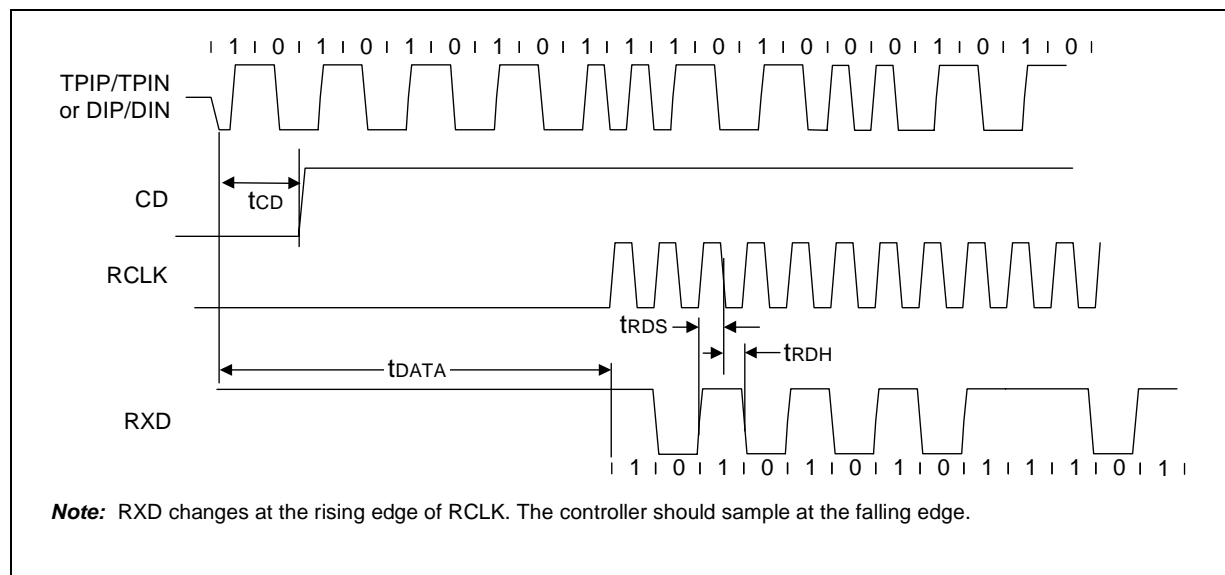 1 0 1 0 1 0 1 0 1 1 1 0 1 0 0 0 1 0 1 0
TPIP/TPIN
or DIP/DIN
CD
tCD
RCLK
tRDS
tRDH
tDATA
RXD
1 0 1 0 1 0 1 0 1 1 1 0 1
Note: RXD changes at the rising edge of RCLK. The controller should sample at the falling edge.